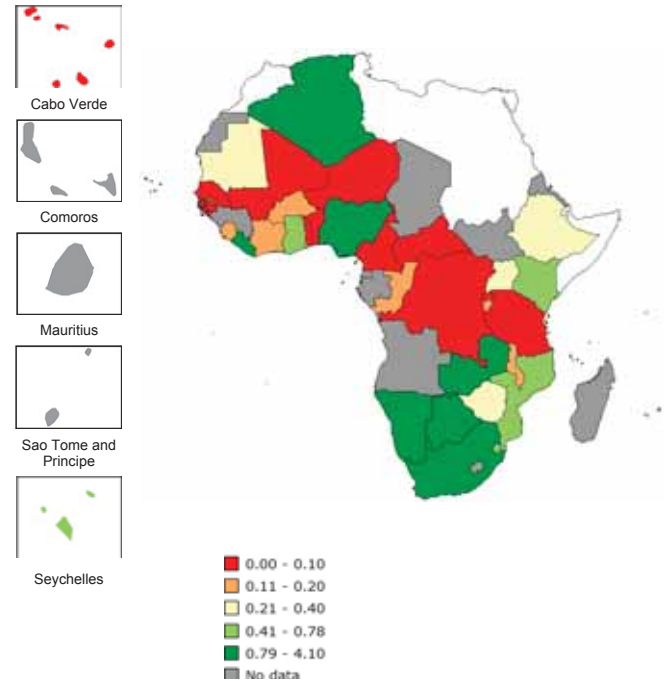 Cabo Verde
Comoros
Mauritius
Sao Tome and
Principe
Seychelles
0.00 - 0.10
0.11 - 0.20
0.21 - 0.40
0.41 - 0.78
0.79 - 4.10
No data